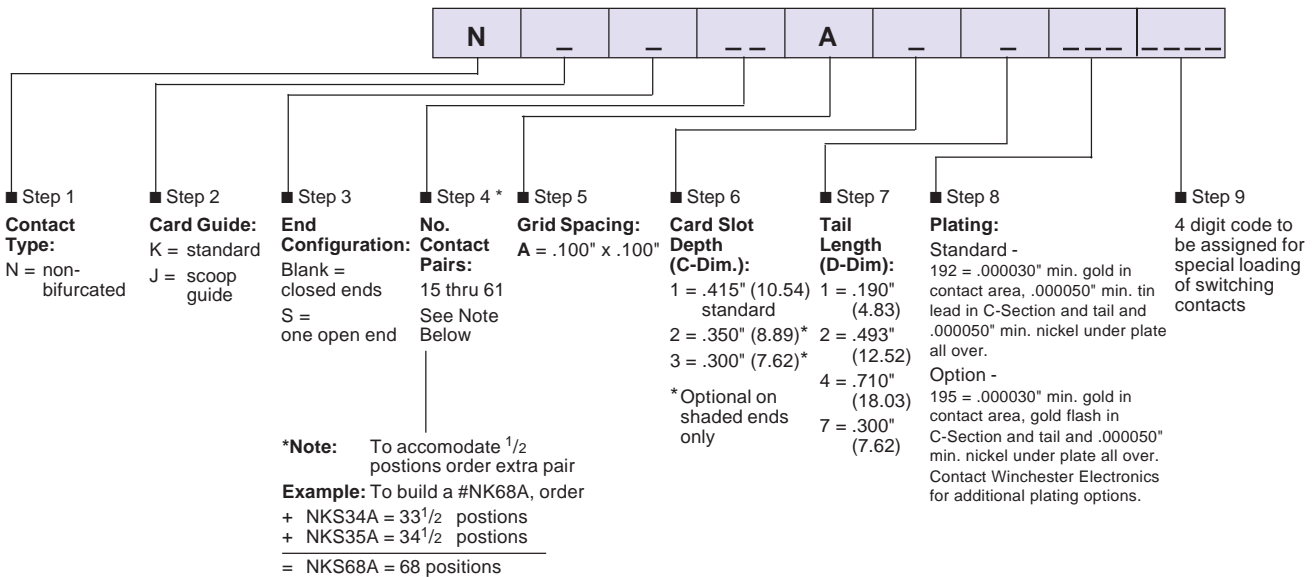 N _ _ _ _ A _ _ _ _ _ _ _ _ _
■ Step 1
Contact
Type:
N = non-
bifurcated
■ Step 2
Card Guide:
K = standard
J = scoop
guide
■ Step 3
End
Configuration:
Blank =
closed ends
S =
one open end
■ Step 4 *
No.
Contact
Pairs:
15 thru 61
See Note
Below
*Note: To accomodate 1/2
postions order extra pair
Example: To build a #NK68A, order
+ NKS34A = 33 1/2 postions
+ NKS35A = 34 1/2 postions
= NKS68A = 68 positions
■ Step 5
Grid Spacing:
A = .100" x .100"
■ Step 6
Card Slot
Depth
(C-Dim.):
1 = .415" (10.54)
standard
2 = .350" (8.89)*
3 = .300" (7.62)*
*Optional on
shaded ends
only
■ Step 7
Tail
Length
(D-Dim):
1 = .190"
(4.83)
2 = .493"
(12.52)
4 = .710"
(18.03)
7 = .300"
(7.62)
■ Step 8
Plating:
Standard -
192 = .000030" min. gold in
contact area, .000050" min. tin
lead in C-Section and tail and
.000050" min. nickel under plate
all over.
Option -
195 = .000030" min. gold in
contact area, gold flash in
C-Section and tail and .000050"
min. nickel under plate all over.
Contact Winchester Electronics
for additional plating options.
■ Step 9
4 digit code to
be assigned for
special loading
of switching
contacts